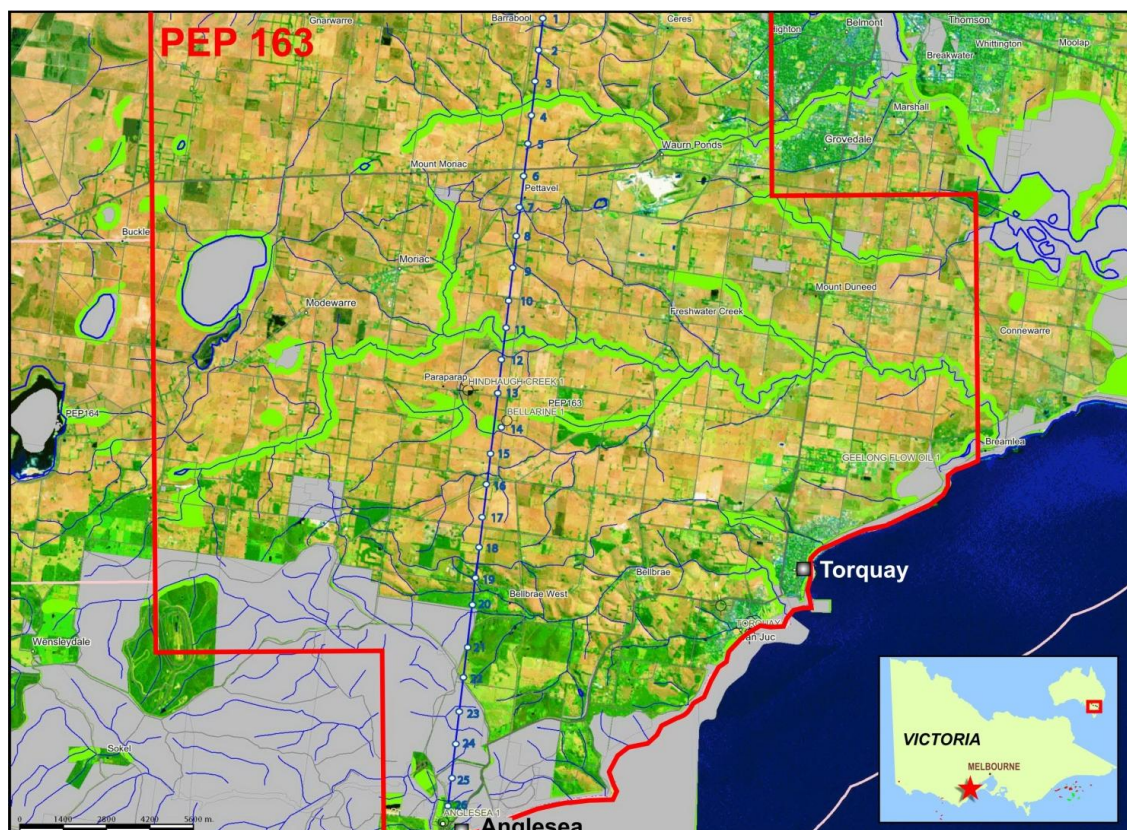 Gnarwarre
Barrabool
Ceres
Belmont
Thomson
PEP 163
Whittington
Moolap
Breakwater
1
2
3
4
5
6
7
8
9
10
11
12
13
14
15
16
17
18
19
20
21
22
23
24
25
26
Marshall
Grovedale
Waurn Ponds
Mount Moriac
Pettavel
Buckle
Moriac
Mount Duneed
Modewarre
Freshwater Creek
Connewarre
Paraparap
HINDHAUGH CREEK 1
PEP163
BELLARINE 1
PEP164
Breamlea
GEELONG FLOW OIL 1
Torquay
Bellbrae
Bellbrae West
TORQUAY
an Juc
Wensleydale
Sokel
ANGLESEA 1
Anglesea
VICTORIA
MELBOURNE
0 1400 2800 4200 5600 m.